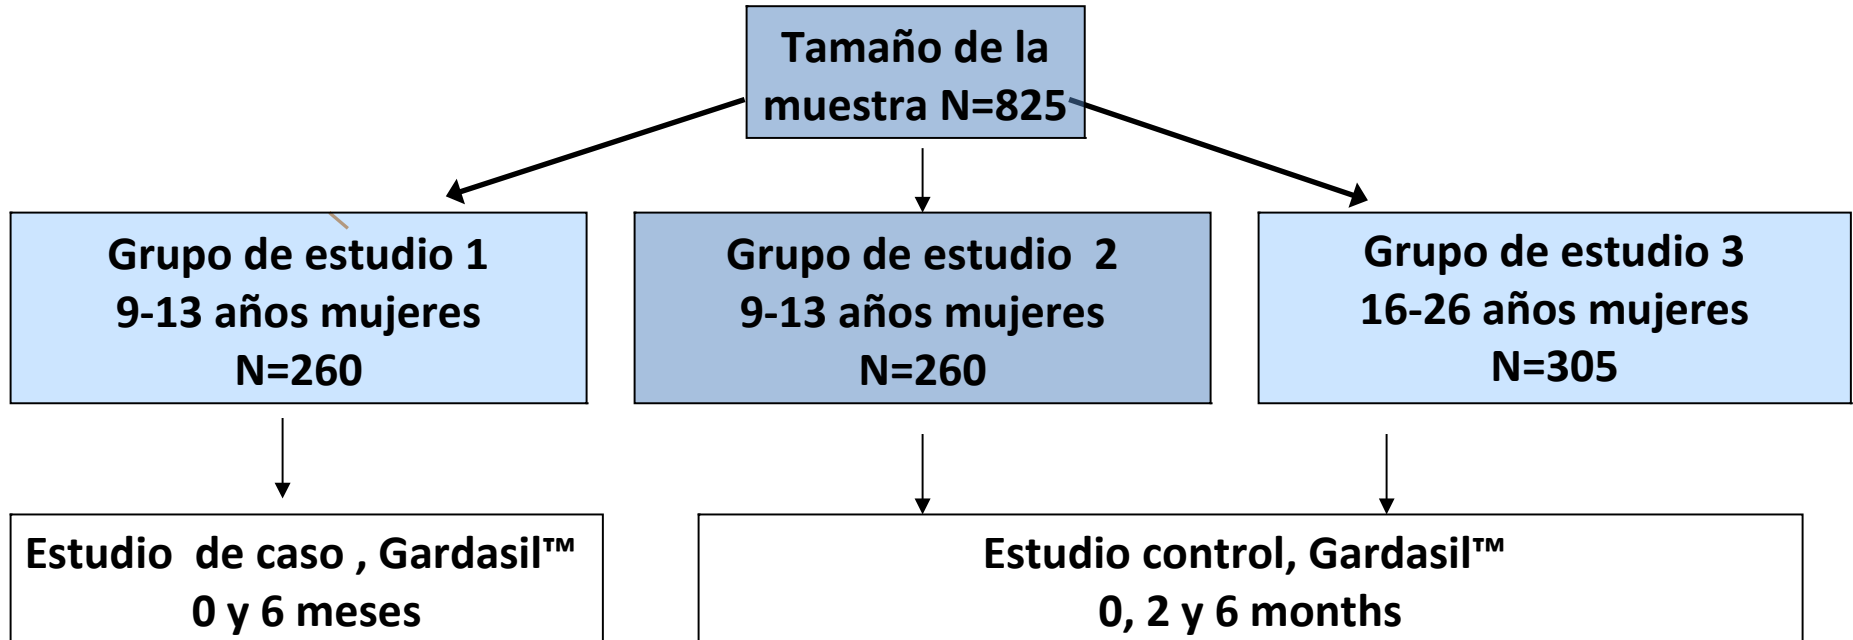 Tamaño de la
muestra N=825
Grupo de estudio 1
9-13 años mujeres
N=260
Grupo de estudio 2
9-13 años mujeres
N=260
Grupo de estudio 3
16-26 años mujeres
N=305
Estudio de caso , Gardasil™
0 y 6 meses
Estudio control, Gardasil™
0, 2 y 6 months